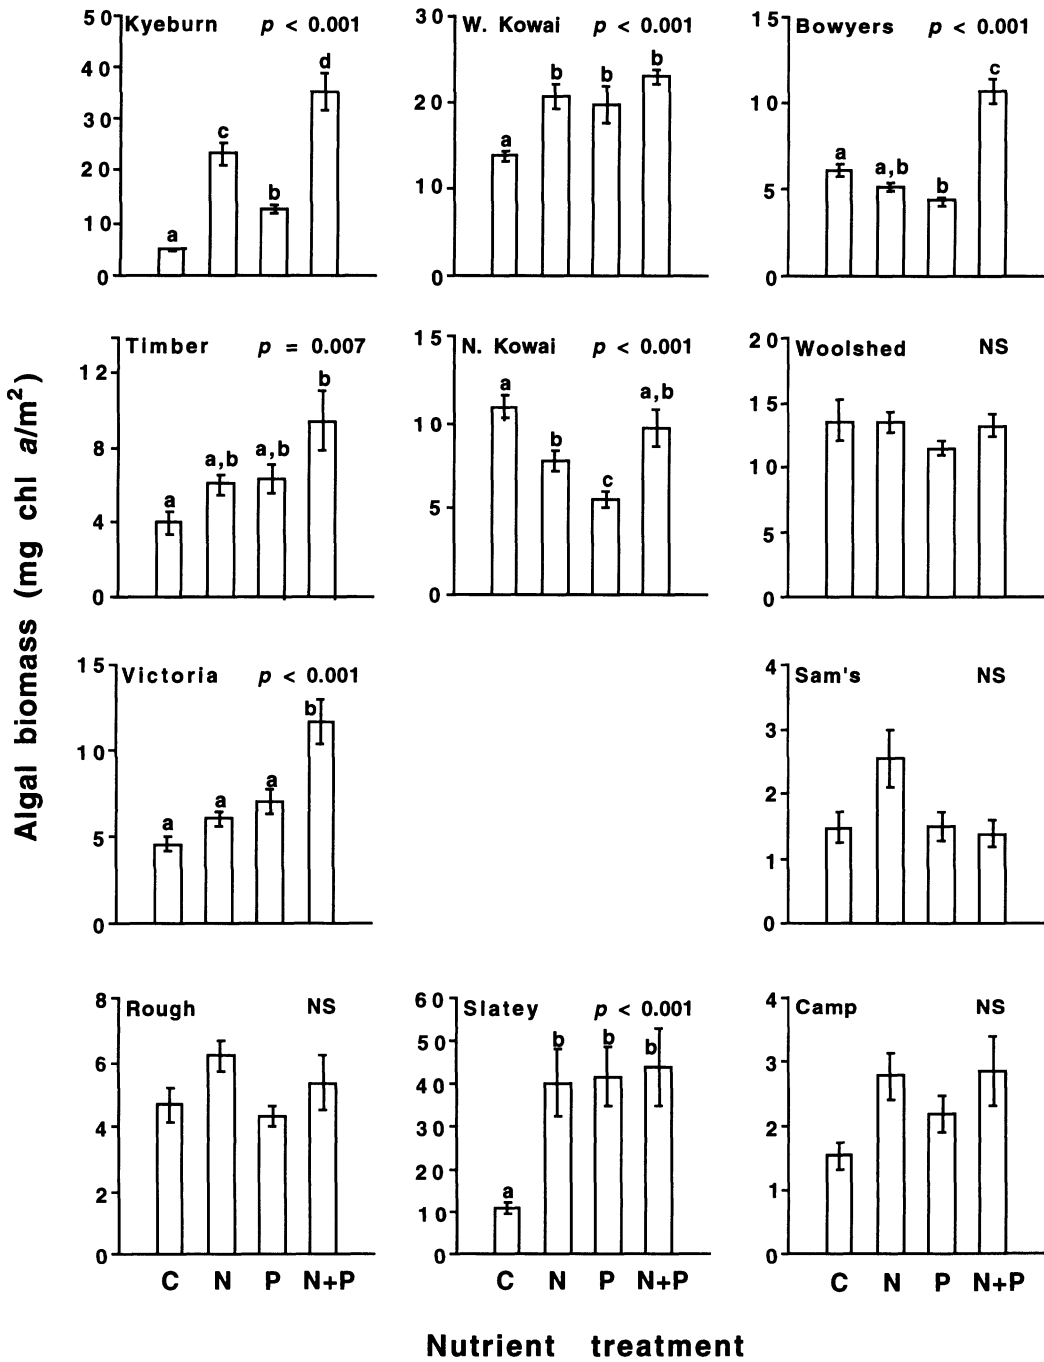 Kyeburn p < 0.001
50
40
30
20
10
0
a
c
b
d
W. Kowai p < 0.001
30
20
10
0
a
b
b
b
Bowyers p < 0.001
15
10
5
0
a
a,b
b
c
Timber p = 0.007
12
8
4
0
a
a,b
a,b
b
N. Kowai p < 0.001
15
10
5
0
a
b
c
a,b
Woolshed NS
20
15
10
5
0
Victoria p < 0.001
15
10
5
0
a
a
a
b
Sam's NS
4
3
2
1
0
Rough NS
8
6
4
2
0
C N P N+P
Slatey p < 0.001
60
50
40
30
20
10
0
a
b
b
b
C N P N+P
Camp NS
4
3
2
1
0
C N P N+P
Algal biomass (mg chl a/m²)
Nutrient treatment